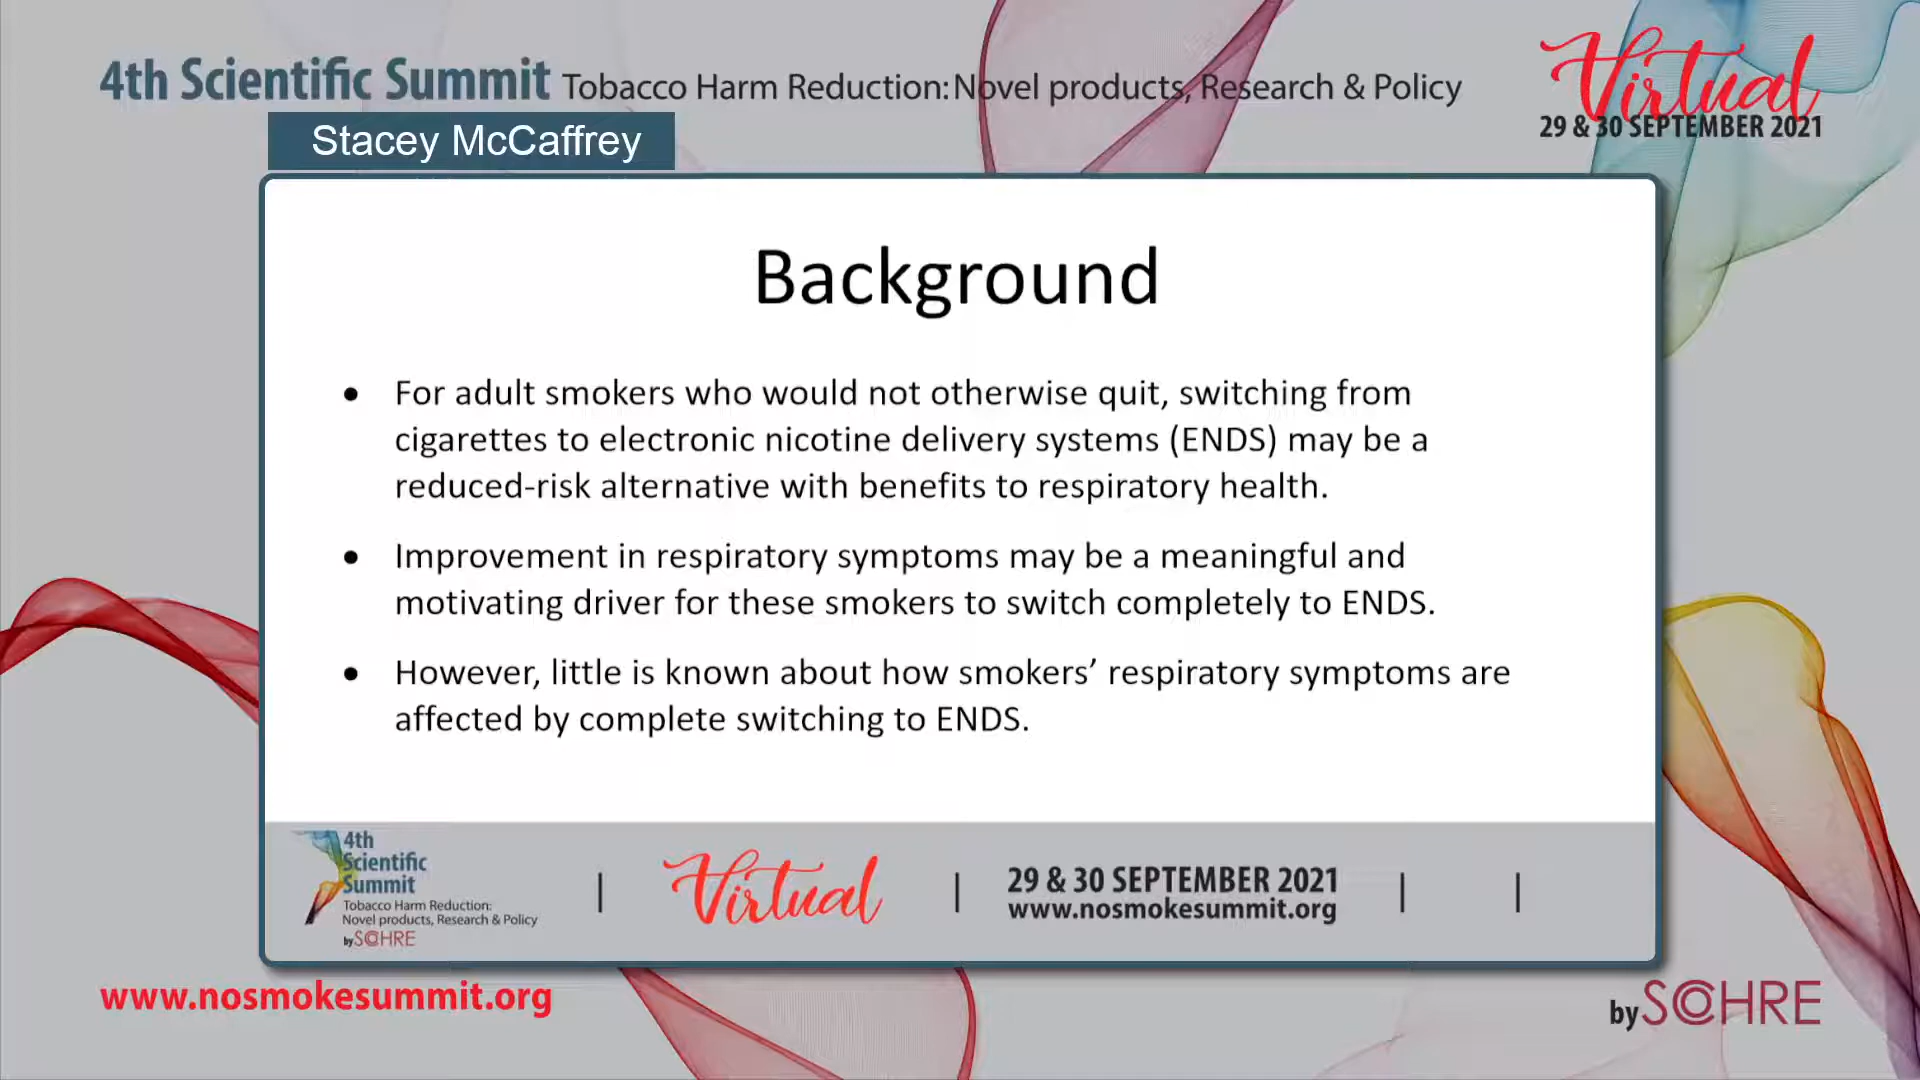 4th Scientific Summit Tobacco Harm Reduction: Novel products, Research & Policy
Virtual
29 & 30 SEPTEMBER 2021
Stacey McCaffrey
Background
• For adult smokers who would not otherwise quit, switching from
cigarettes to electronic nicotine delivery systems (ENDS) may be a
reduced-risk alternative with benefits to respiratory health.
• Improvement in respiratory symptoms may be a meaningful and
motivating driver for these smokers to switch completely to ENDS.
• However, little is known about how smokers’ respiratory symptoms are
affected by complete switching to ENDS.
4th
Scientific
Summit
Tobacco Harm Reduction:
Novel products, Research & Policy
by SCOHRE
Virtual
29 & 30 SEPTEMBER 2021
www.nosmokesummit.org
www.nosmokesummit.org
by SCOHRE